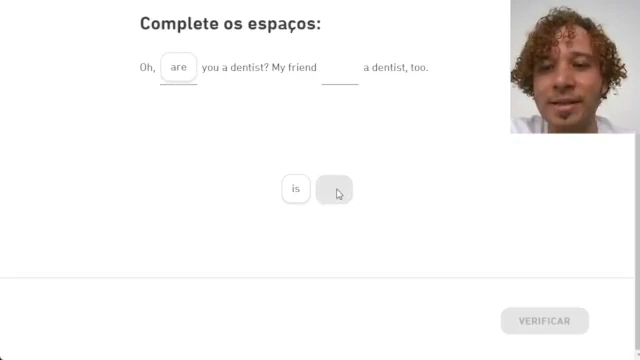 Complete os espaços:
Oh, are you a dentist? My friend a dentist, too.
is
VERIFICAR